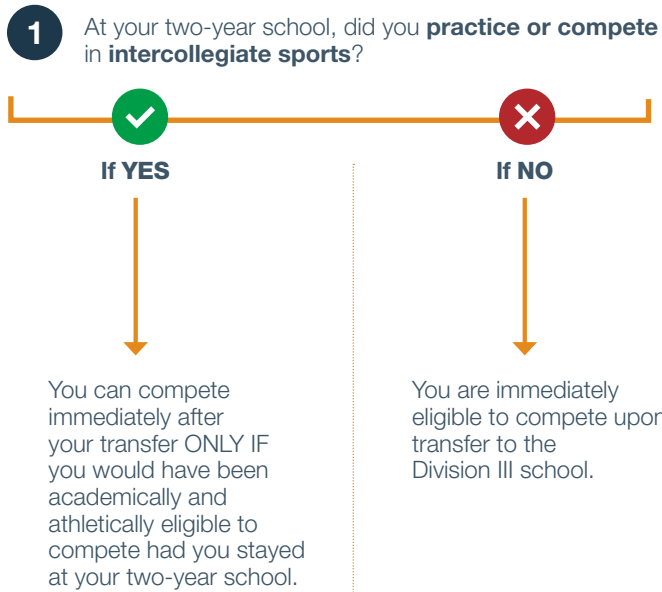 1
At your two-year school, did you practice or compete
in intercollegiate sports?
If YES
If NO
You can compete
immediately after
your transfer ONLY IF
you would have been
academically and
athletically eligible to
compete had you stayed
at your two-year school.
You are immediately
eligible to compete upon
transfer to the
Division III school.